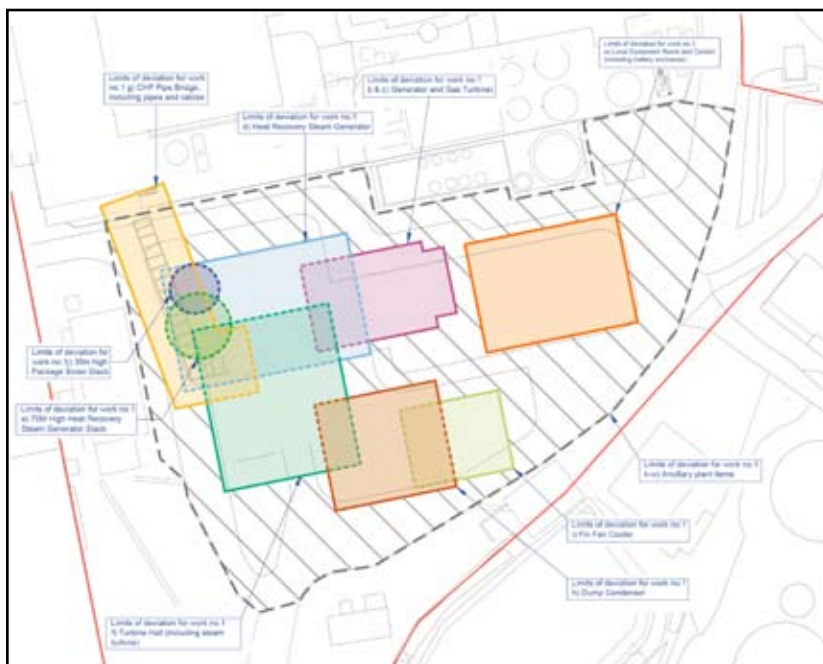 Limits of deviation for work
no.1 g) CHP Pipe Bridge,
including pipes and cables
Limits of deviation for work no.1
b & c) Generator and Gas Turbine)
Limits of deviation for work no.1
a) Local Equipment Room and Control
(including battery enclosure)
Limits of deviation for work no.1
d) Heat Recovery Steam Generator
Chy
Limits of deviation for
work no.1 35m high
Package Boiler Stack
Limits of deviation for work no.1
e) High Heat Recovery
Steam Generator Stack
Limits of deviation for work no.1
Ancillary plant items
Limits of deviation for work no.1
Fin Fan Cooler
Limits of deviation for work no.1
h) Dump Condenser
Limits of deviation for work no.1
f) Turbine Hall (including steam
turbine)